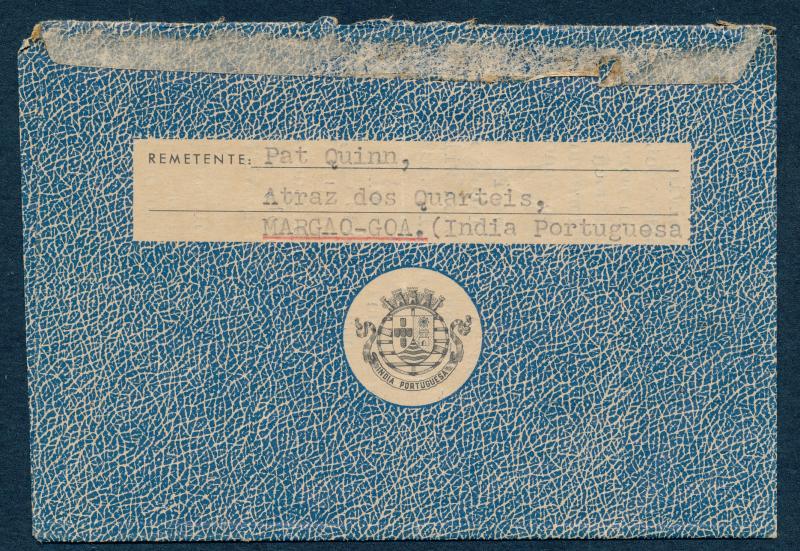 REMETENTE: Pat Quinn,
Atraz dos Quarteis,
MARGAO-GOA. (India Portuguesa
INDIA PORTUGUESA